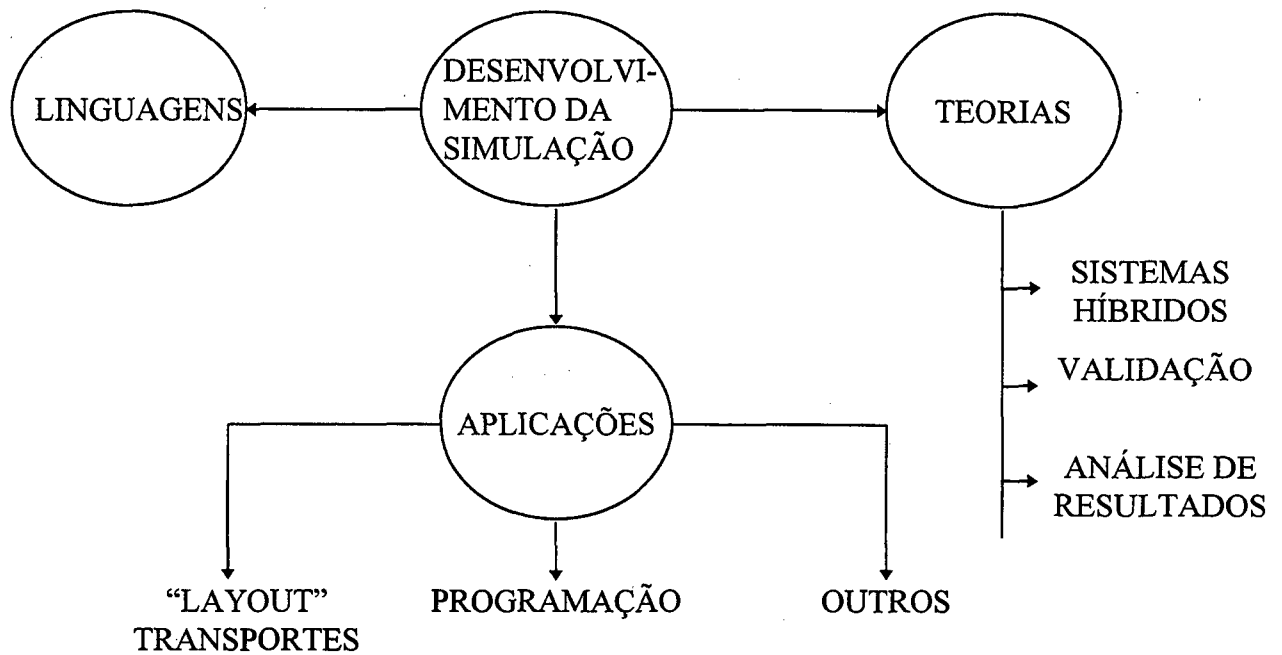 LINGUAGENS
DESENVOLVI-
MENTO DA
SIMULAÇÃO
TEORIAS
SISTEMAS
HÍBRIDOS
VALIDAÇÃO
ANÁLISE DE
RESULTADOS
APLICAÇÕES
“LAYOUT”
TRANSPORTES
PROGRAMAÇÃO
OUTROS